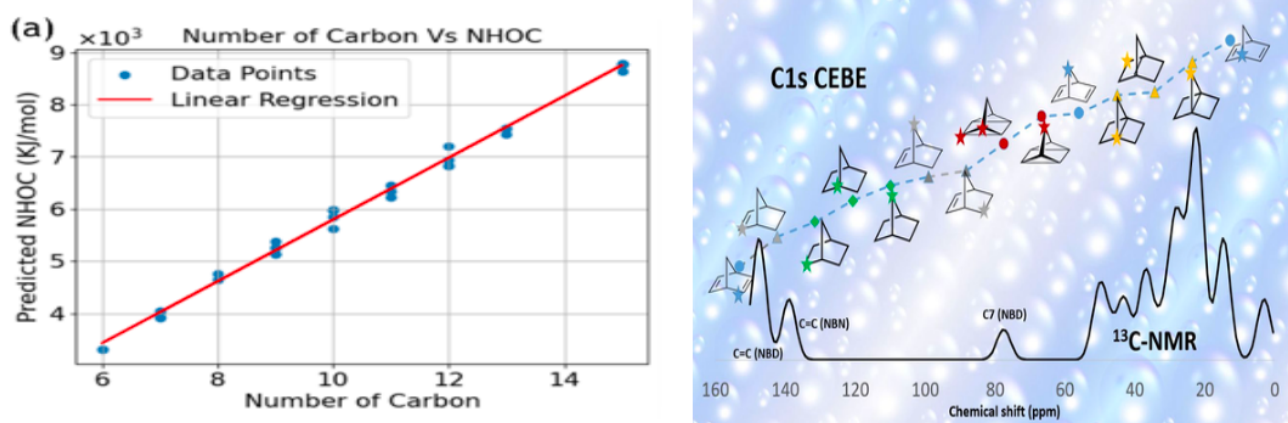 (a)
×10³
Number of Carbon Vs NHOC
Data Points
Linear Regression
Predicted NHOC (KJ/mol)
9
8
7
6
5
4
6 8 10 12 14
Number of Carbon
C1s CEBE
C=C (NBD)
C=C (NBN)
C7 (NBD)
¹³C-NMR
160 140 120 100 80 60 40 20 0
Chemical shift (ppm)